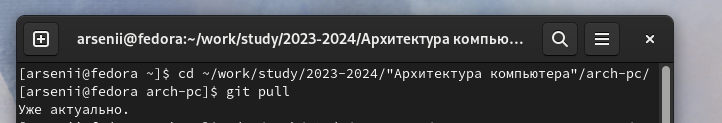 arsenii@fedora:~/work/study/2023-2024/Архитектура компью...
[arsenii@fedora ~]$ cd ~/work/study/2023-2024/"Архитектура компьютера"/arch-pc/
[arsenii@fedora arch-pc]$ git pull
Уже актуально.